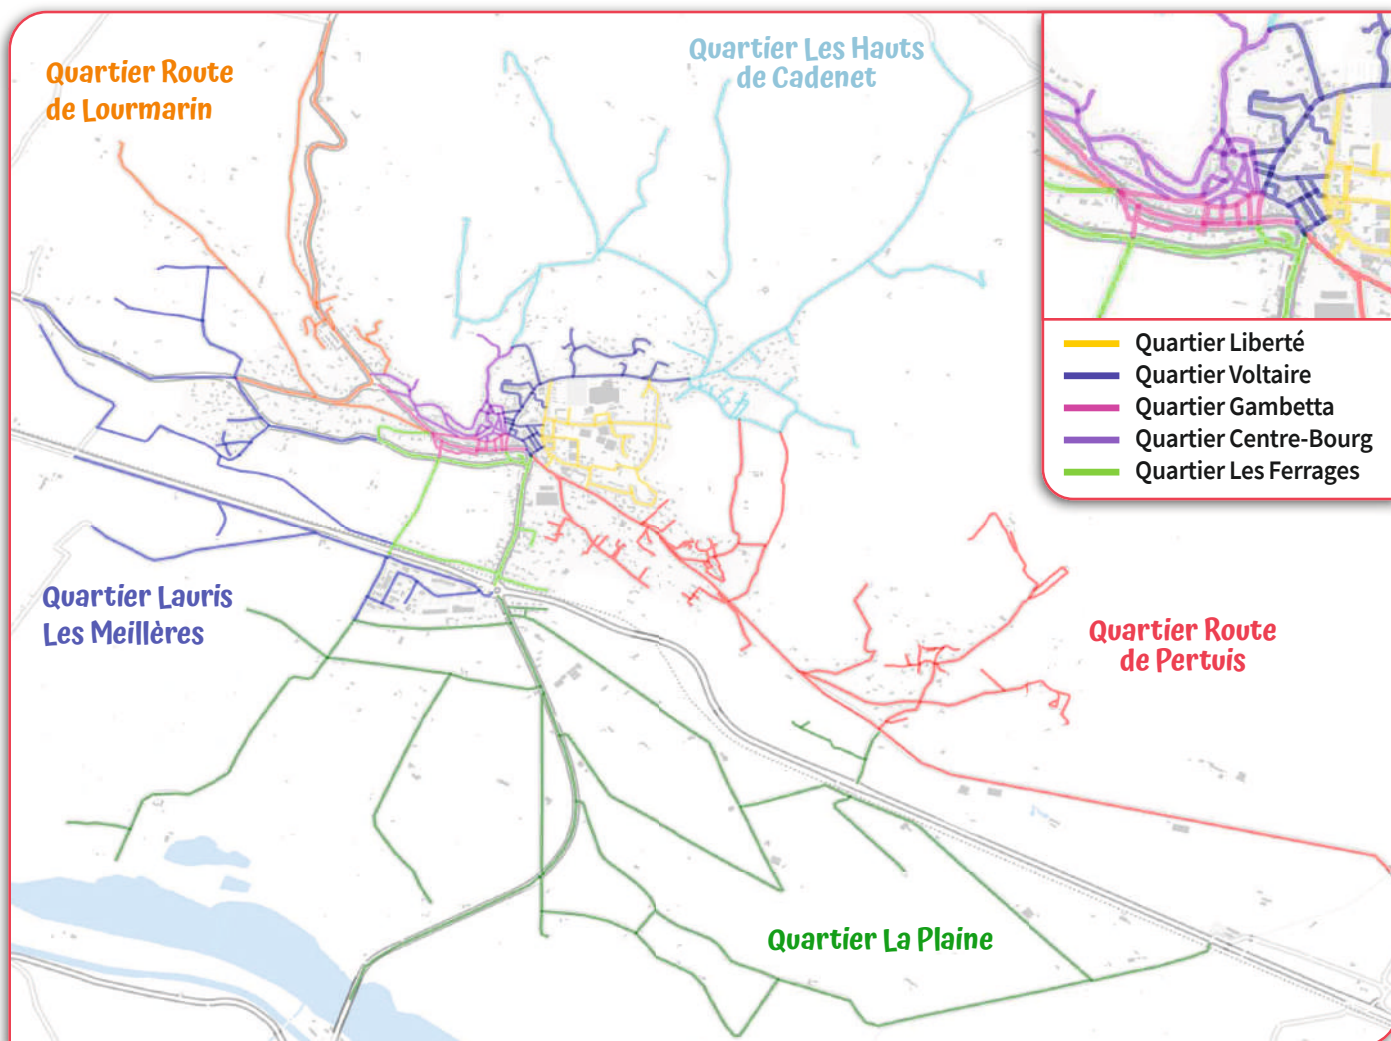 Quartier Route
de Lourmarin
Quartier Les Hauts
de Cadenet
Quartier Liberté
Quartier Voltaire
Quartier Gambetta
Quartier Centre-Bourg
Quartier Les Ferrages
Quartier Lauris
Les Meillères
Quartier Route
de Pertuis
Quartier La Plaine